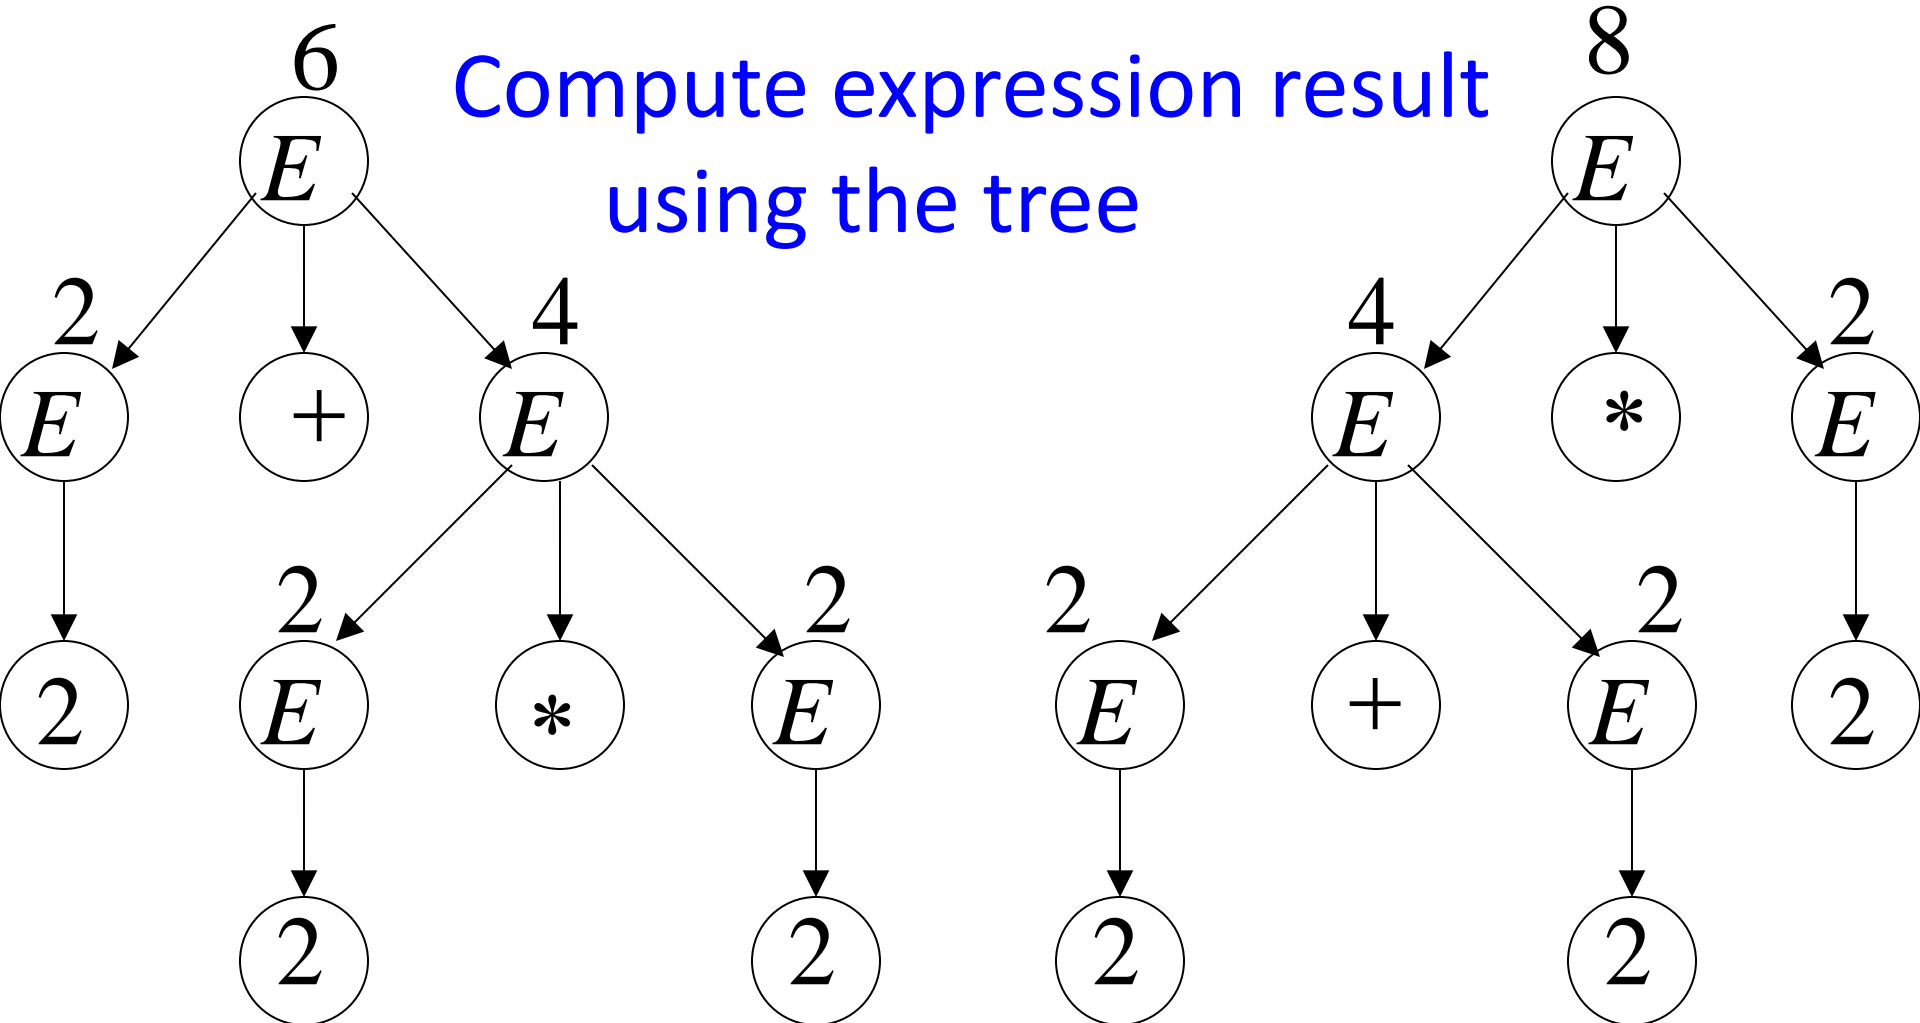 6 8
Compute expression result
using the tree
E E
2 4 4 2
E + E E * E
2 2 2 2
2 E * E E + E 2
2 2 2 2